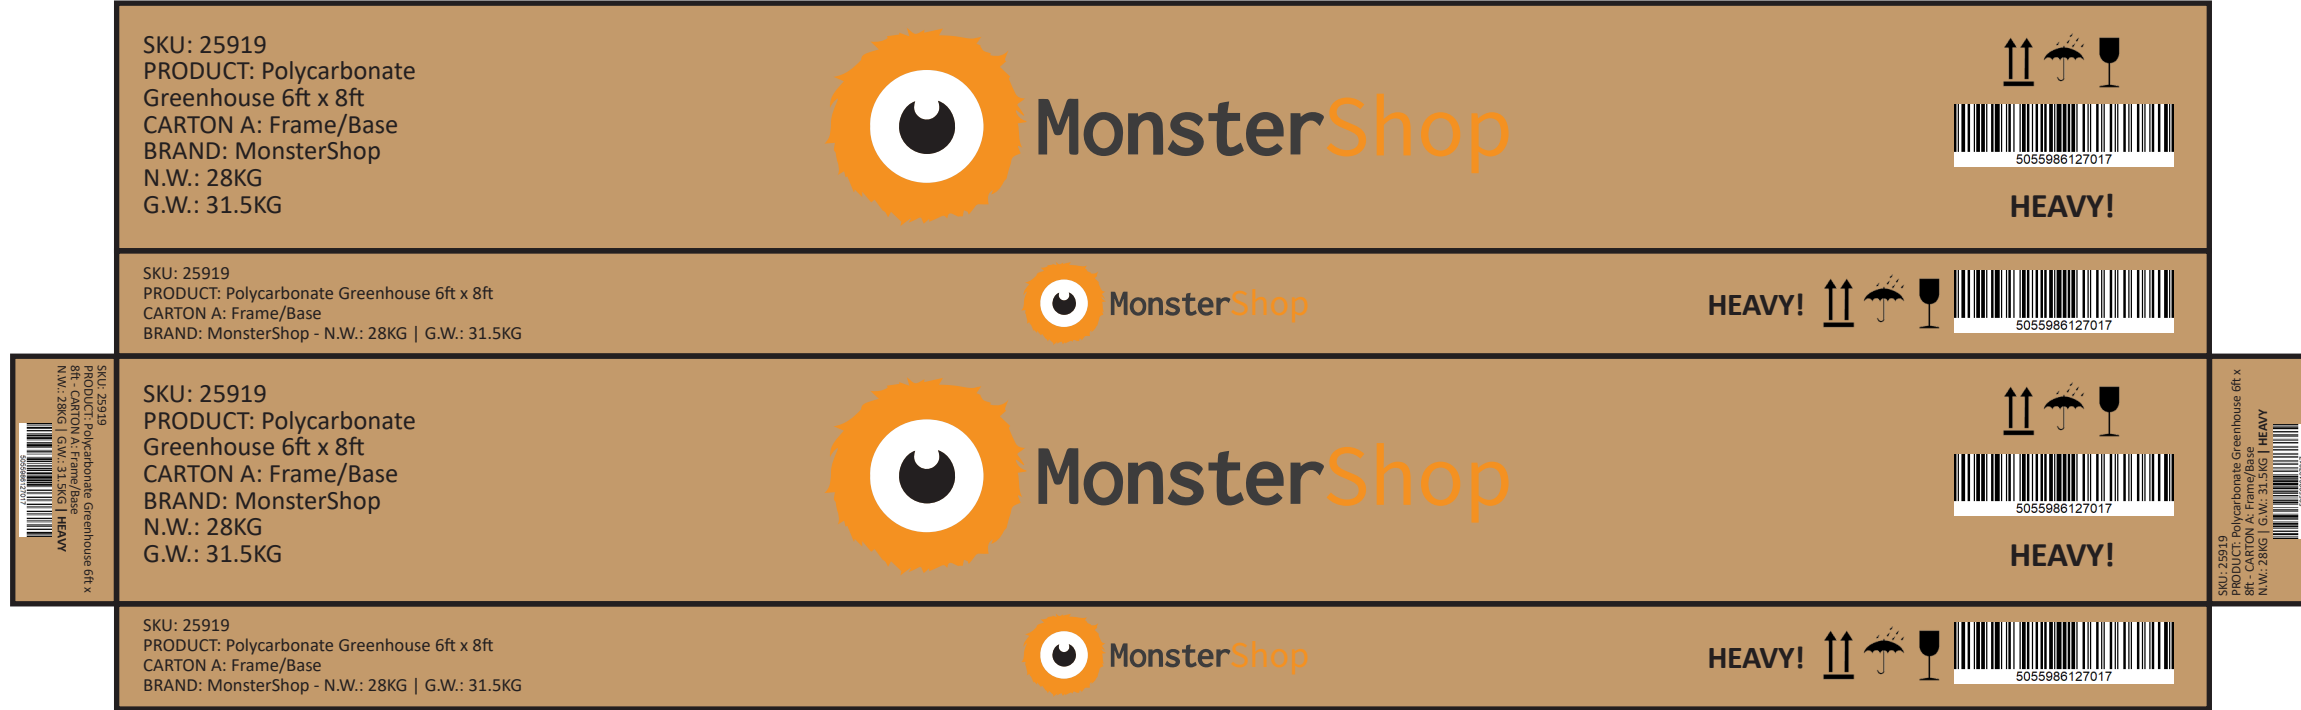 SKU: 25919
PRODUCT: Polycarbonate
Greenhouse 6ft x 8ft
CARTON A: Frame/Base
BRAND: MonsterShop
N.W.: 28KG
G.W.: 31.5KG
MonsterShop
5055986127017
HEAVY!
SKU: 25919
PRODUCT: Polycarbonate Greenhouse 6ft x 8ft
CARTON A: Frame/Base
BRAND: MonsterShop - N.W.: 28KG | G.W.: 31.5KG
MonsterShop
HEAVY!
5055986127017
SKU: 25919
PRODUCT: Polycarbonate Greenhouse 6ft x
8ft - CARTON A: Frame/Base
N.W.: 28KG | G.W.: 31.5KG | HEAVY
5055986127017
SKU: 25919
PRODUCT: Polycarbonate
Greenhouse 6ft x 8ft
CARTON A: Frame/Base
BRAND: MonsterShop
N.W.: 28KG
G.W.: 31.5KG
MonsterShop
5055986127017
HEAVY!
SKU: 25919
PRODUCT: Polycarbonate Greenhouse 6ft x
8ft - CARTON A: Frame/Base
N.W.: 28KG | G.W.: 31.5KG | HEAVY
SKU: 25919
PRODUCT: Polycarbonate Greenhouse 6ft x 8ft
CARTON A: Frame/Base
BRAND: MonsterShop - N.W.: 28KG | G.W.: 31.5KG
MonsterShop
HEAVY!
5055986127017